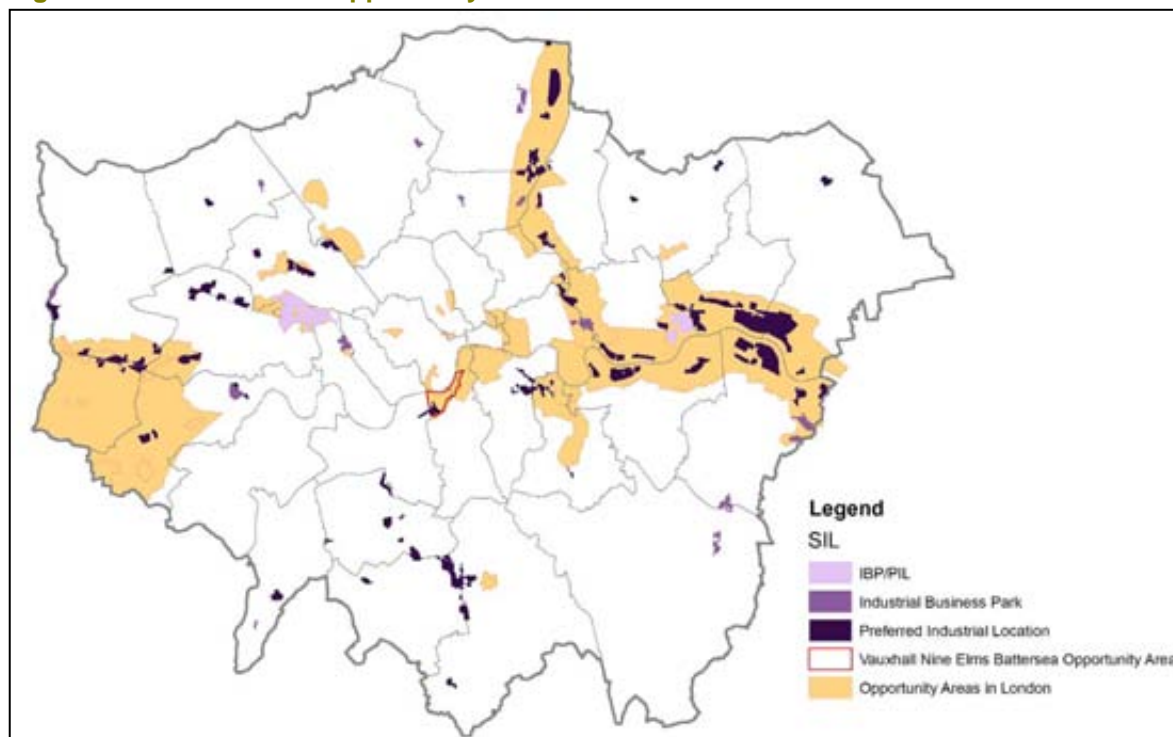 Legend
SIL
IBP/PIL
Industrial Business Park
Preferred Industrial Location
Vauxhall Nine Elms Battersea Opportunity Area
Opportunity Areas in London